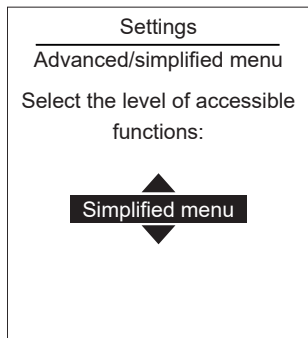 Settings
Advanced/simplified menu
Select the level of accessible
functions:
Simplified menu